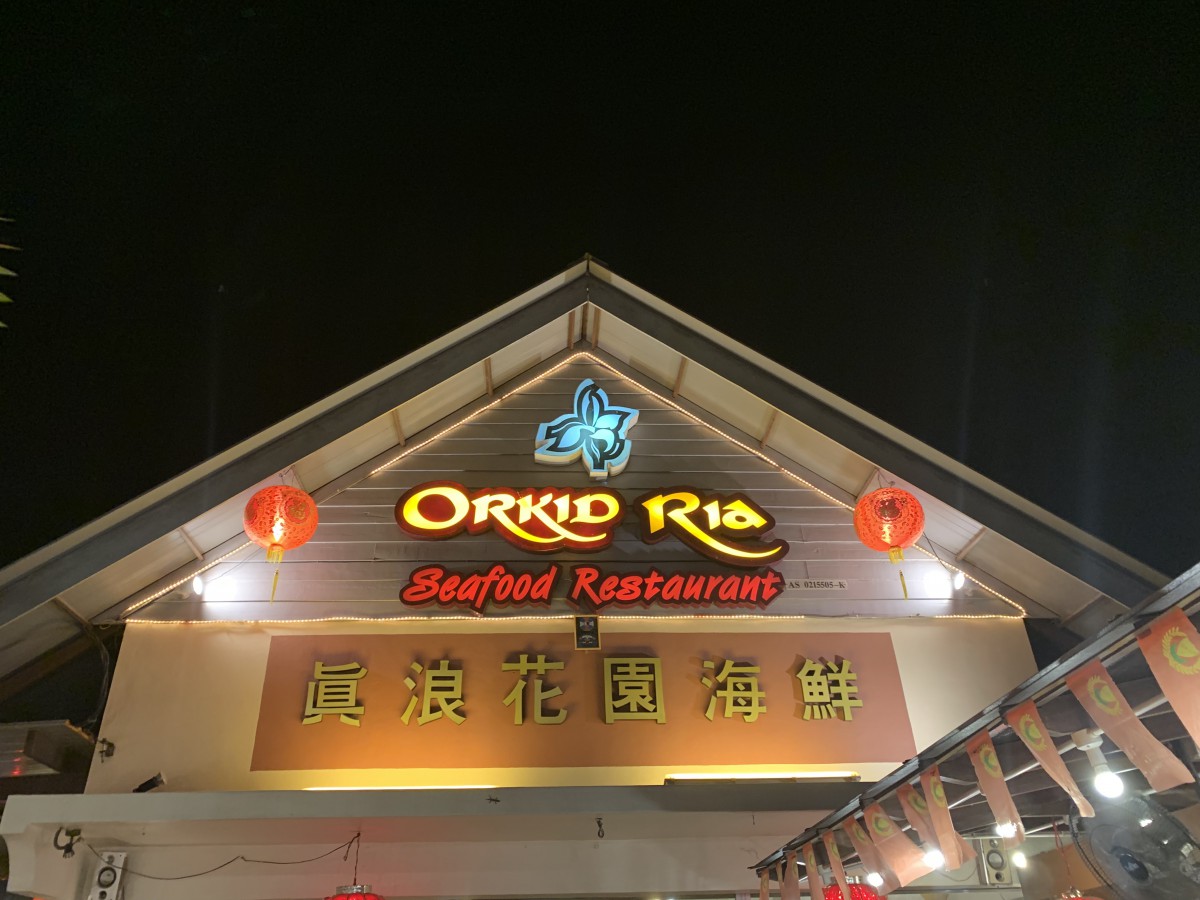 ORKID RIA
Seafood Restaurant
AS 0215505-K
眞浪花園海鮮